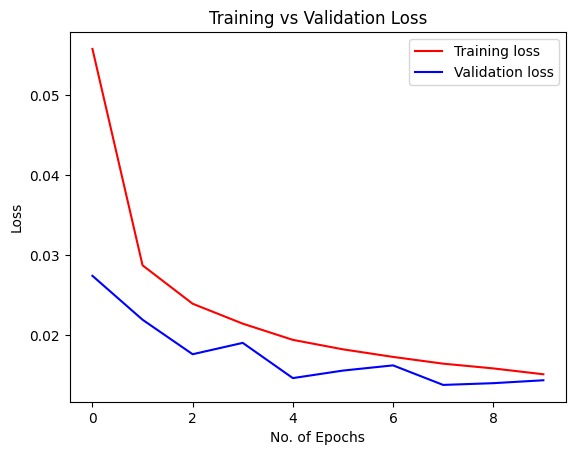 Training vs Validation Loss
Training loss
Validation loss
0.05
0.04
0.03
0.02
Loss
0 2 4 6 8
No. of Epochs